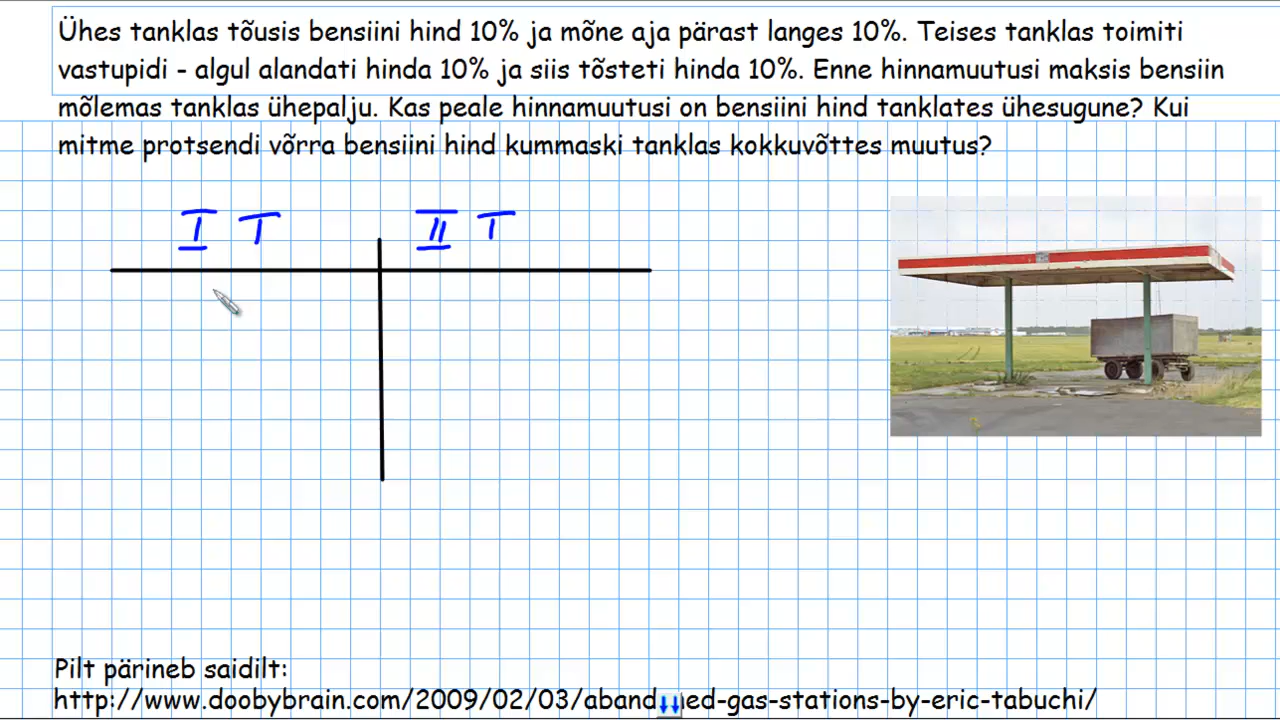 Ühes tanklas tõusis bensiini hind 10% ja mõne aja pärast langes 10%. Teises tanklas toimiti
vastupidi - algul alandati hinda 10% ja siis tõsteti hinda 10%. Enne hinnamuutusi maksis bensiin
mõlemas tanklas ühepalju. Kas peale hinnamuutusi on bensiini hind tanklates ühesugune? Kui
mitme protsendi võrra bensiini hind kummaski tanklas kokkuvõttes muutus?
I T II T
Pilt pärineb saidilt: